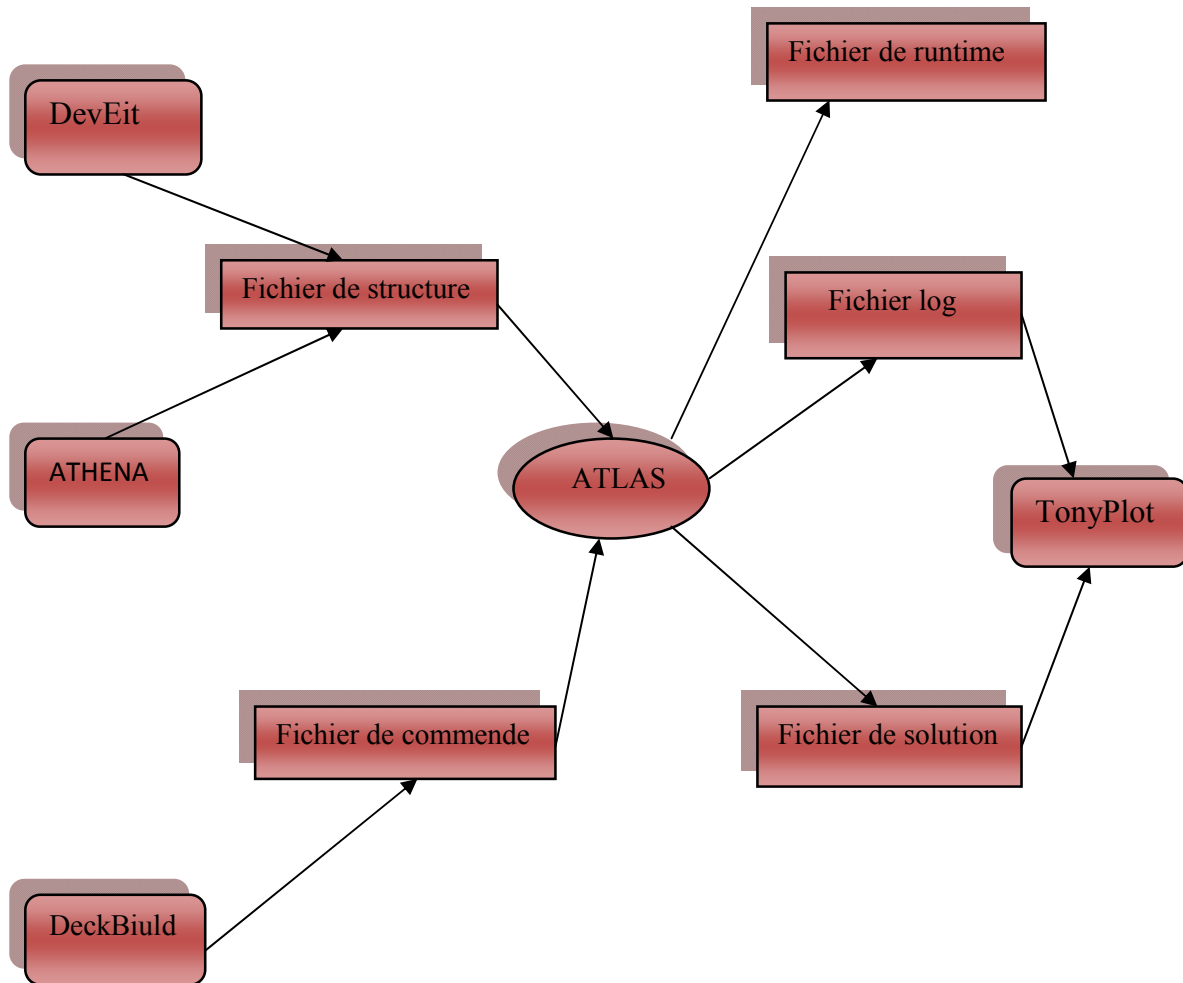 Fichier de runtime
DevEit
Fichier de structure
Fichier log
ATHENA
ATLAS
TonyPlot
Fichier de commende
Fichier de solution
DeckBiuld